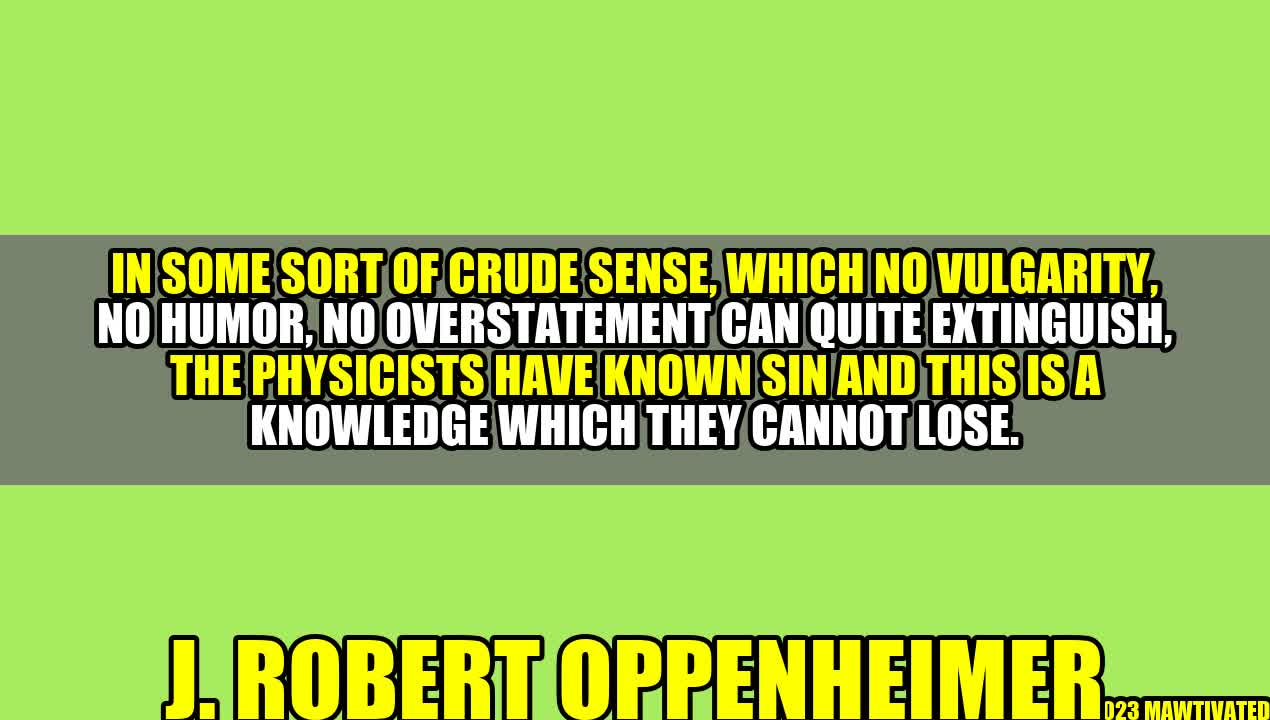 IN SOME SORT OF CRUDE SENSE, WHICH NO VULGARITY,
NO HUMOR, NO OVERSTATEMENT CAN QUITE EXTINGUISH,
THE PHYSICISTS HAVE KNOWN SIN AND THIS IS A
KNOWLEDGE WHICH THEY CANNOT LOSE.
J. ROBERT OPPENHEIMER
023 MAWTIVATED